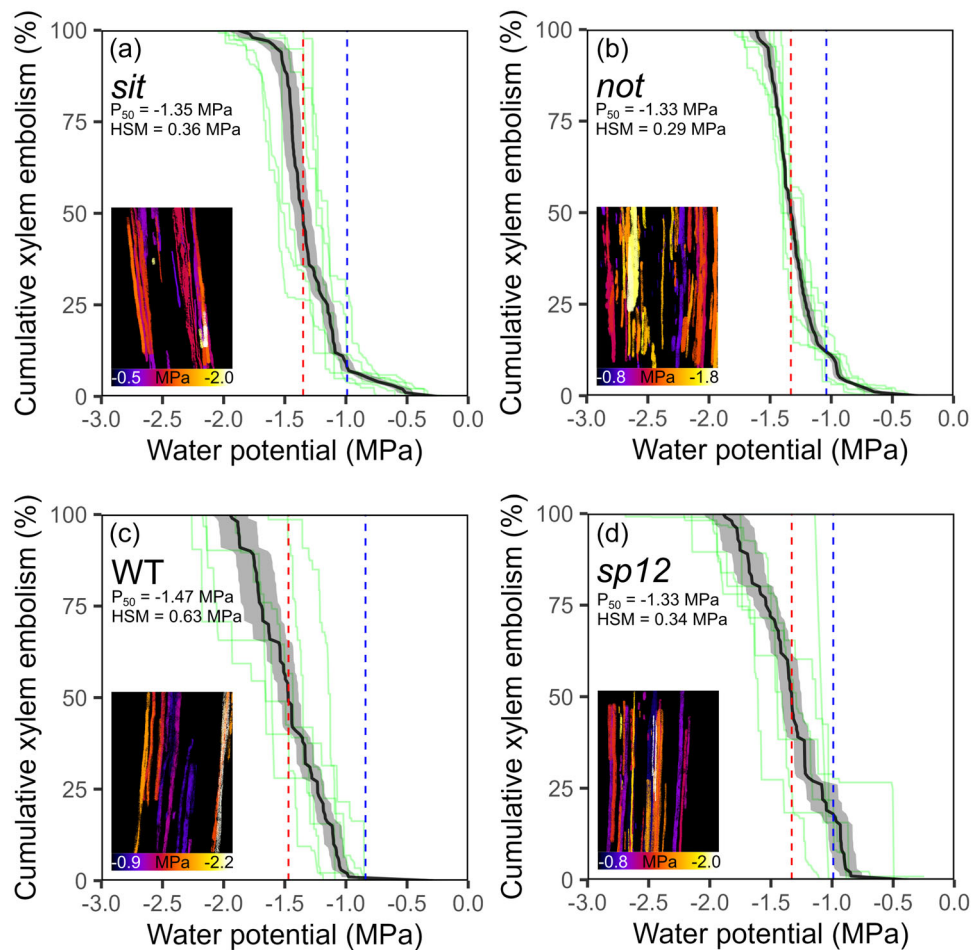 (a)
sit
P₅₀ = -1.35 MPa
HSM = 0.36 MPa
Cumulative xylem embolism (%)
100
75
50
25
0
-0.5 MPa -2.0
-3.0 -2.5 -2.0 -1.5 -1.0 -0.5 0.0
Water potential (MPa)
(b)
not
P₅₀ = -1.33 MPa
HSM = 0.29 MPa
Cumulative xylem embolism (%)
100
75
50
25
0
-0.8 MPa -1.8
-3.0 -2.5 -2.0 -1.5 -1.0 -0.5 0.0
Water potential (MPa)
(c)
WT
P₅₀ = -1.47 MPa
HSM = 0.63 MPa
Cumulative xylem embolism (%)
100
75
50
25
0
-0.9 MPa -2.2
-3.0 -2.5 -2.0 -1.5 -1.0 -0.5 0.0
Water potential (MPa)
(d)
sp12
P₅₀ = -1.33 MPa
HSM = 0.34 MPa
Cumulative xylem embolism (%)
100
75
50
25
0
-0.8 MPa -2.0
-3.0 -2.5 -2.0 -1.5 -1.0 -0.5 0.0
Water potential (MPa)